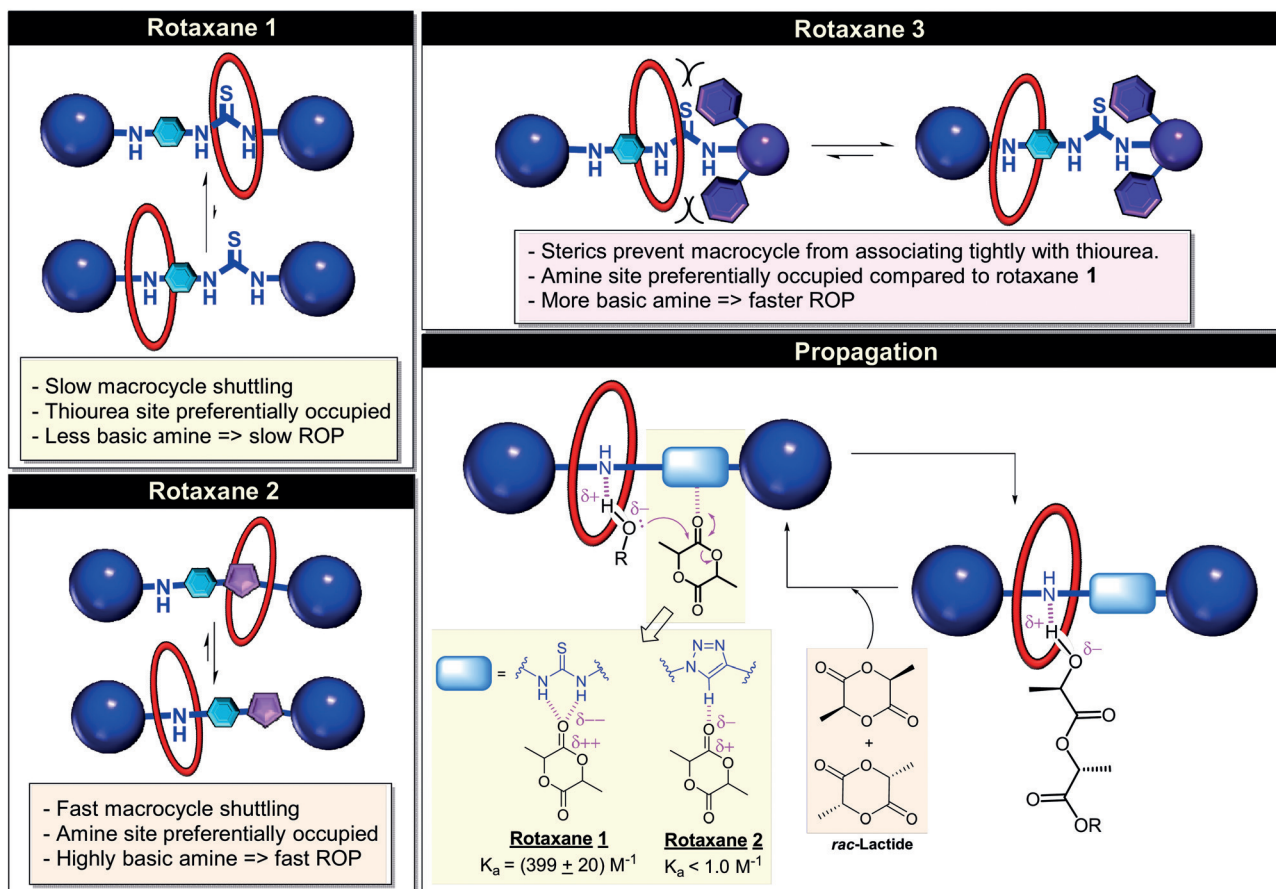 Rotaxane 1
S
N
H
N
H
N
H
S
N
H
N
H
N
H
- Slow macrocycle shuttling
- Thiourea site preferentially occupied
- Less basic amine => slow ROP
Rotaxane 2
N
H
N
H
- Fast macrocycle shuttling
- Amine site preferentially occupied
- Highly basic amine => fast ROP
Rotaxane 3
S
N
H
N
H
N
H
S
N
H
N
H
N
H
- Sterics prevent macrocycle from associating tightly with thiourea.
- Amine site preferentially occupied compared to rotaxane 1
- More basic amine => faster ROP
Propagation
H
N
δ+
H
δ−
O
R
O
O
O
O
H
N
δ+
H
δ−
O
O
O
O
OR
=
S
N
H
N
H
δ−−
O
δ++
O
O
O
N
N
N
H
δ−
O
δ+
O
O
O
Rotaxane 1
Ka = (399 ± 20) M-1
Rotaxane 2
Ka < 1.0 M-1
O
O
O
O
+
O
O
O
O
rac-Lactide